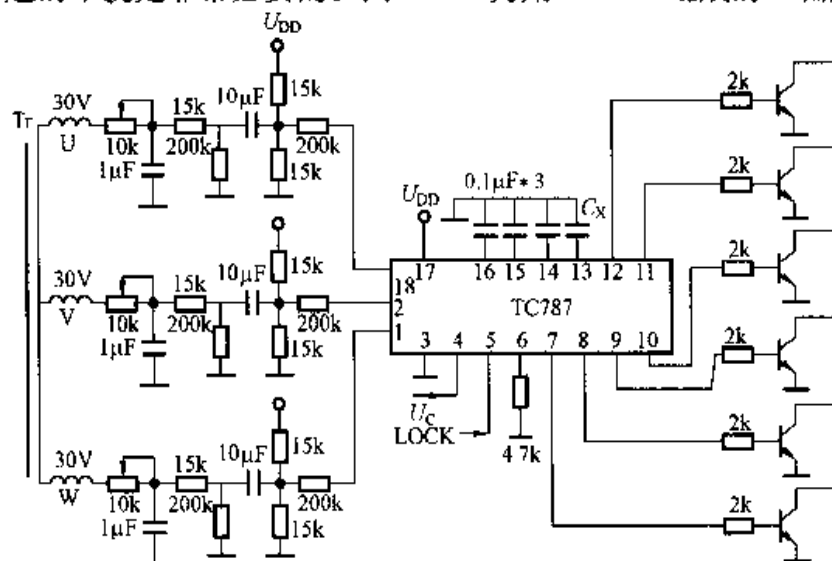 U_DD
15k
30V
15k
10μF
T_T
U
10k
200k
200k
1μF
15k
2k
U_DD
0.1μF*3
C_X
2k
17
16
15
14
13
12
11
18
15k
30V
15k
10μF
2
TC787
2k
V
10k
200k
200k
1
1μF
15k
3
4
5
6
7
8
9
10
2k
U_C
LOCK
4.7k
2k
15k
30V
15k
10μF
W
10k
200k
200k
1μF
15k
2k